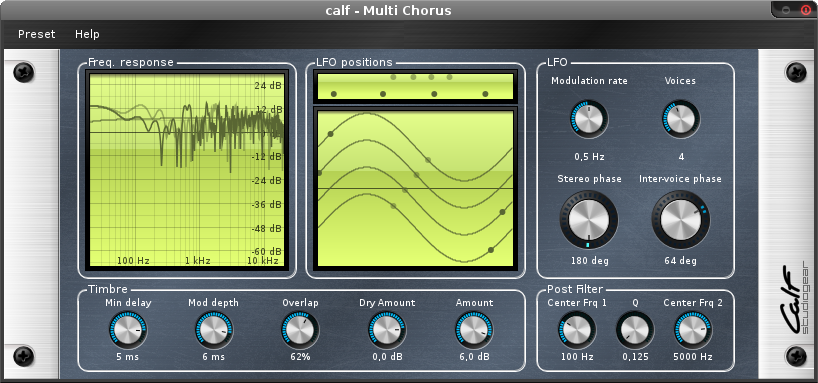 calf - Multi Chorus
Preset Help
Freq. response
24 dB
12 dB
-12 dB
-24 dB
-36 dB
-48 dB
-60 dB
100 Hz 1 kHz 10 kHz
LFO positions
LFO
Modulation rate Voices
0,5 Hz 4
Stereo phase Inter-voice phase
180 deg 64 deg
Timbre
Min delay Mod depth Overlap Dry Amount Amount
5 ms 6 ms 62% 0,0 dB 6,0 dB
Post Filter
Center Frq 1 Q Center Frq 2
100 Hz 0,125 5000 Hz
Calf
studiogear